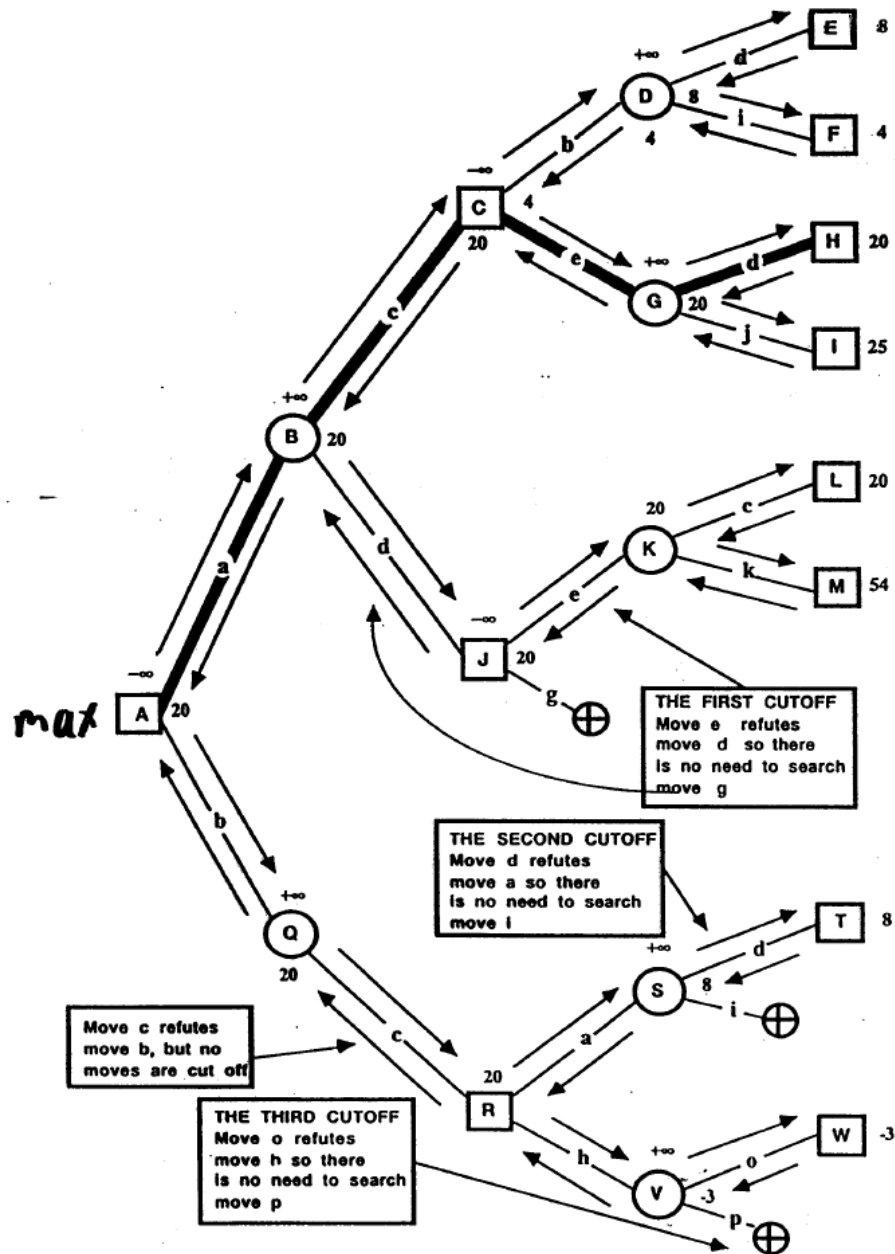 E 8
+∞
d
D 8
i
F 4
b
4
−∞
C 4
20
H 20
d
+∞
e
G 20
j
I 25
c
+∞
B 20
L 20
20
c
K
k
M 54
d
a
e
−∞
J 20
g
−∞
max A 20
THE FIRST CUTOFF
Move e refutes
move d so there
is no need to search
move g
b
THE SECOND CUTOFF
Move d refutes
move a so there
is no need to search
move i
+∞
Q
20
T 8
+∞
d
S 8
i
a
c
Move c refutes
move b, but no
moves are cut off
20
R
THE THIRD CUTOFF
Move o refutes
move h so there
is no need to search
move p
h
W -3
+∞
o
V -3
p